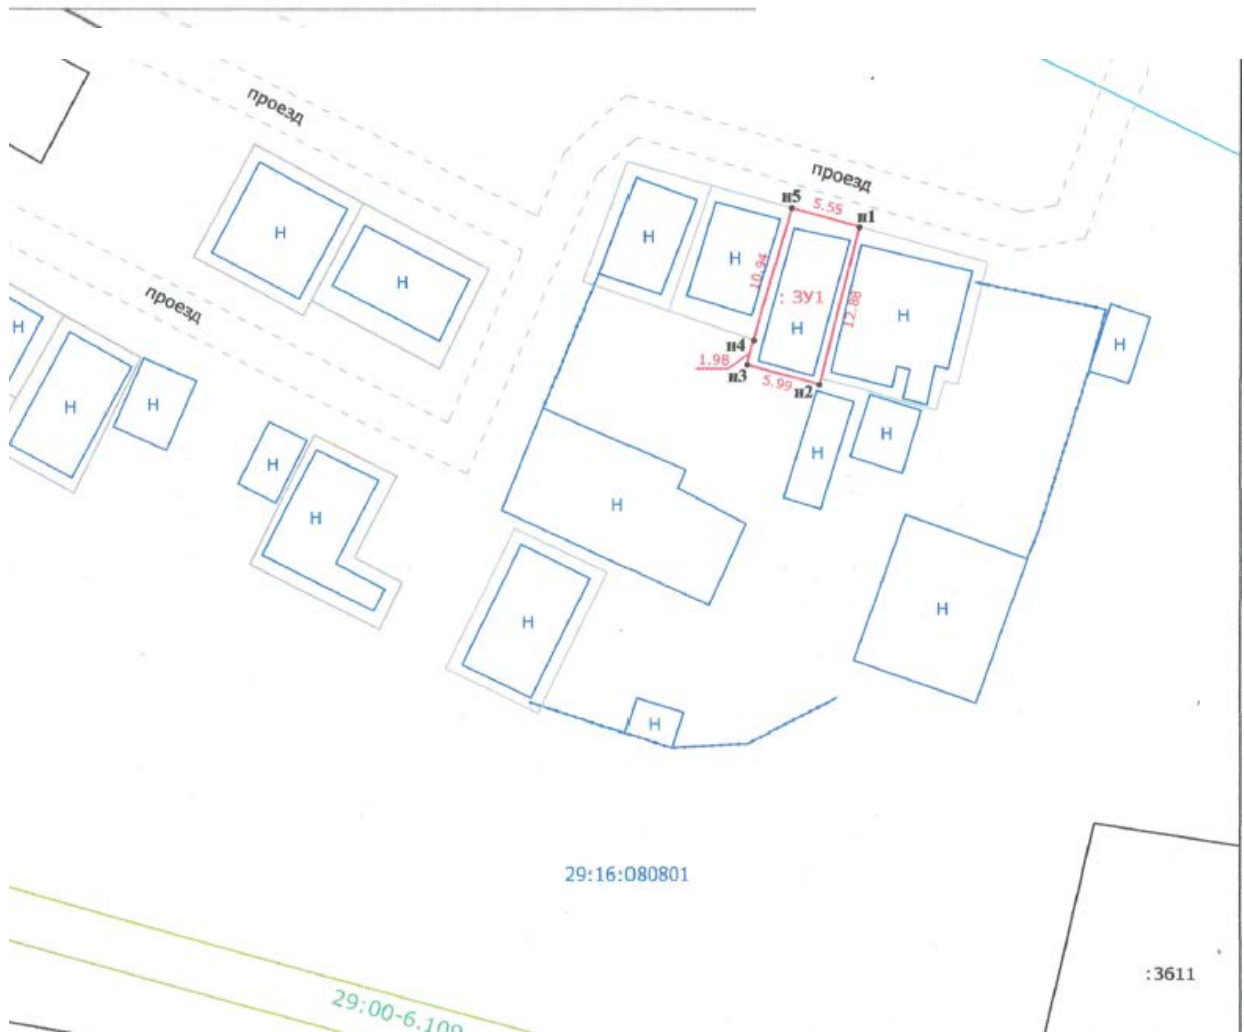 проезд
проезд
н5
5.55
н1
Н
Н
Н
Н
10.94
: ЗУ1
12.88
Н
Н
проезд
Н
Н
н4
Н
1.98
н3
5.99
н2
Н
Н
Н
Н
Н
Н
Н
Н
Н
Н
Н
29:16:080801
:3611
29:00-6.109